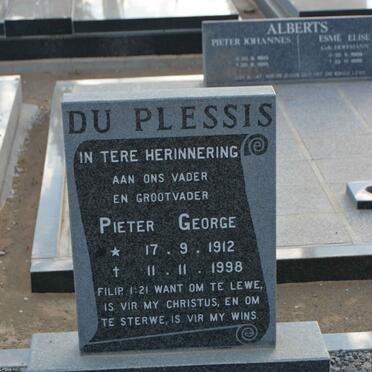 ALBERTS
PIETER JOHANNES
ESMÉ ELISE
DU PLESSIS
IN TERE HERINNERING
AAN ONS VADER
EN GROOTVADER
PIETER GEORGE
★ 17 . 9 . 1912
† 11 . 11 . 1998
FILIP. 1:21 WANT OM TE LEWE,
IS VIR MY CHRISTUS, EN OM
TE STERWE, IS VIR MY WINS.